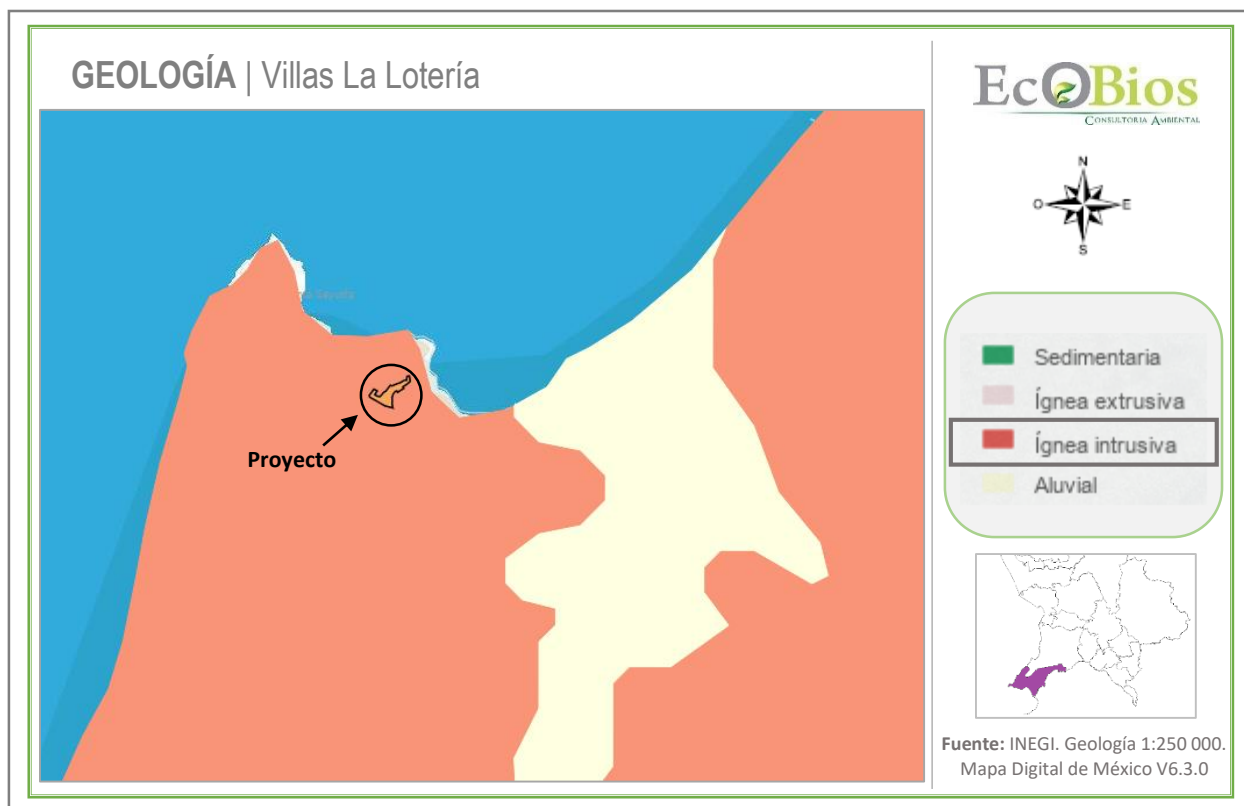 GEOLOGÍA | Villas La Lotería
EcOBios
CONSULTORIA AMBIENTAL
N
O
E
S
Proyecto
Sedimentaria
Ígnea extrusiva
Ígnea intrusiva
Aluvial
Fuente: INEGI. Geología 1:250 000.
Mapa Digital de México V6.3.0